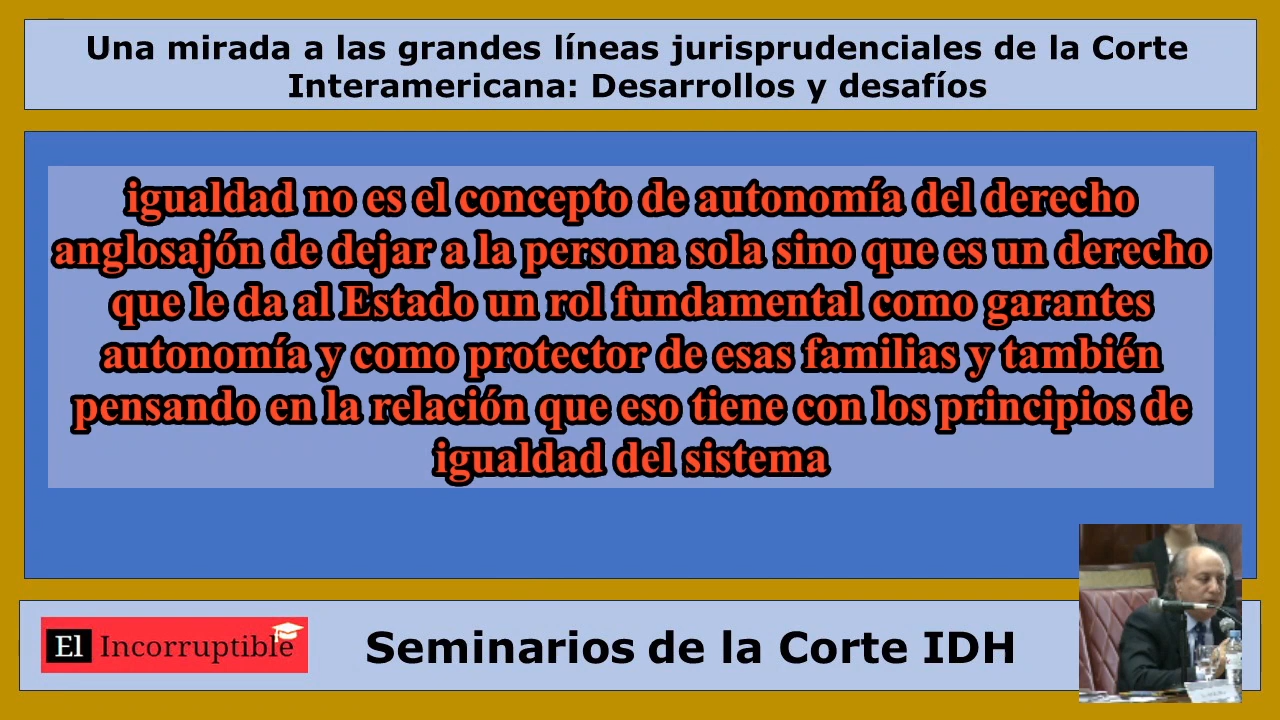 Una mirada a las grandes líneas jurisprudenciales de la Corte
Interamericana: Desarrollos y desafíos
igualdad no es el concepto de autonomía del derecho
anglosajón de dejar a la persona sola sino que es un derecho
que le da al Estado un rol fundamental como garantes
autonomía y como protector de esas familias y también
pensando en la relación que eso tiene con los principios de
igualdad del sistema
El Incorruptible
Seminarios de la Corte IDH